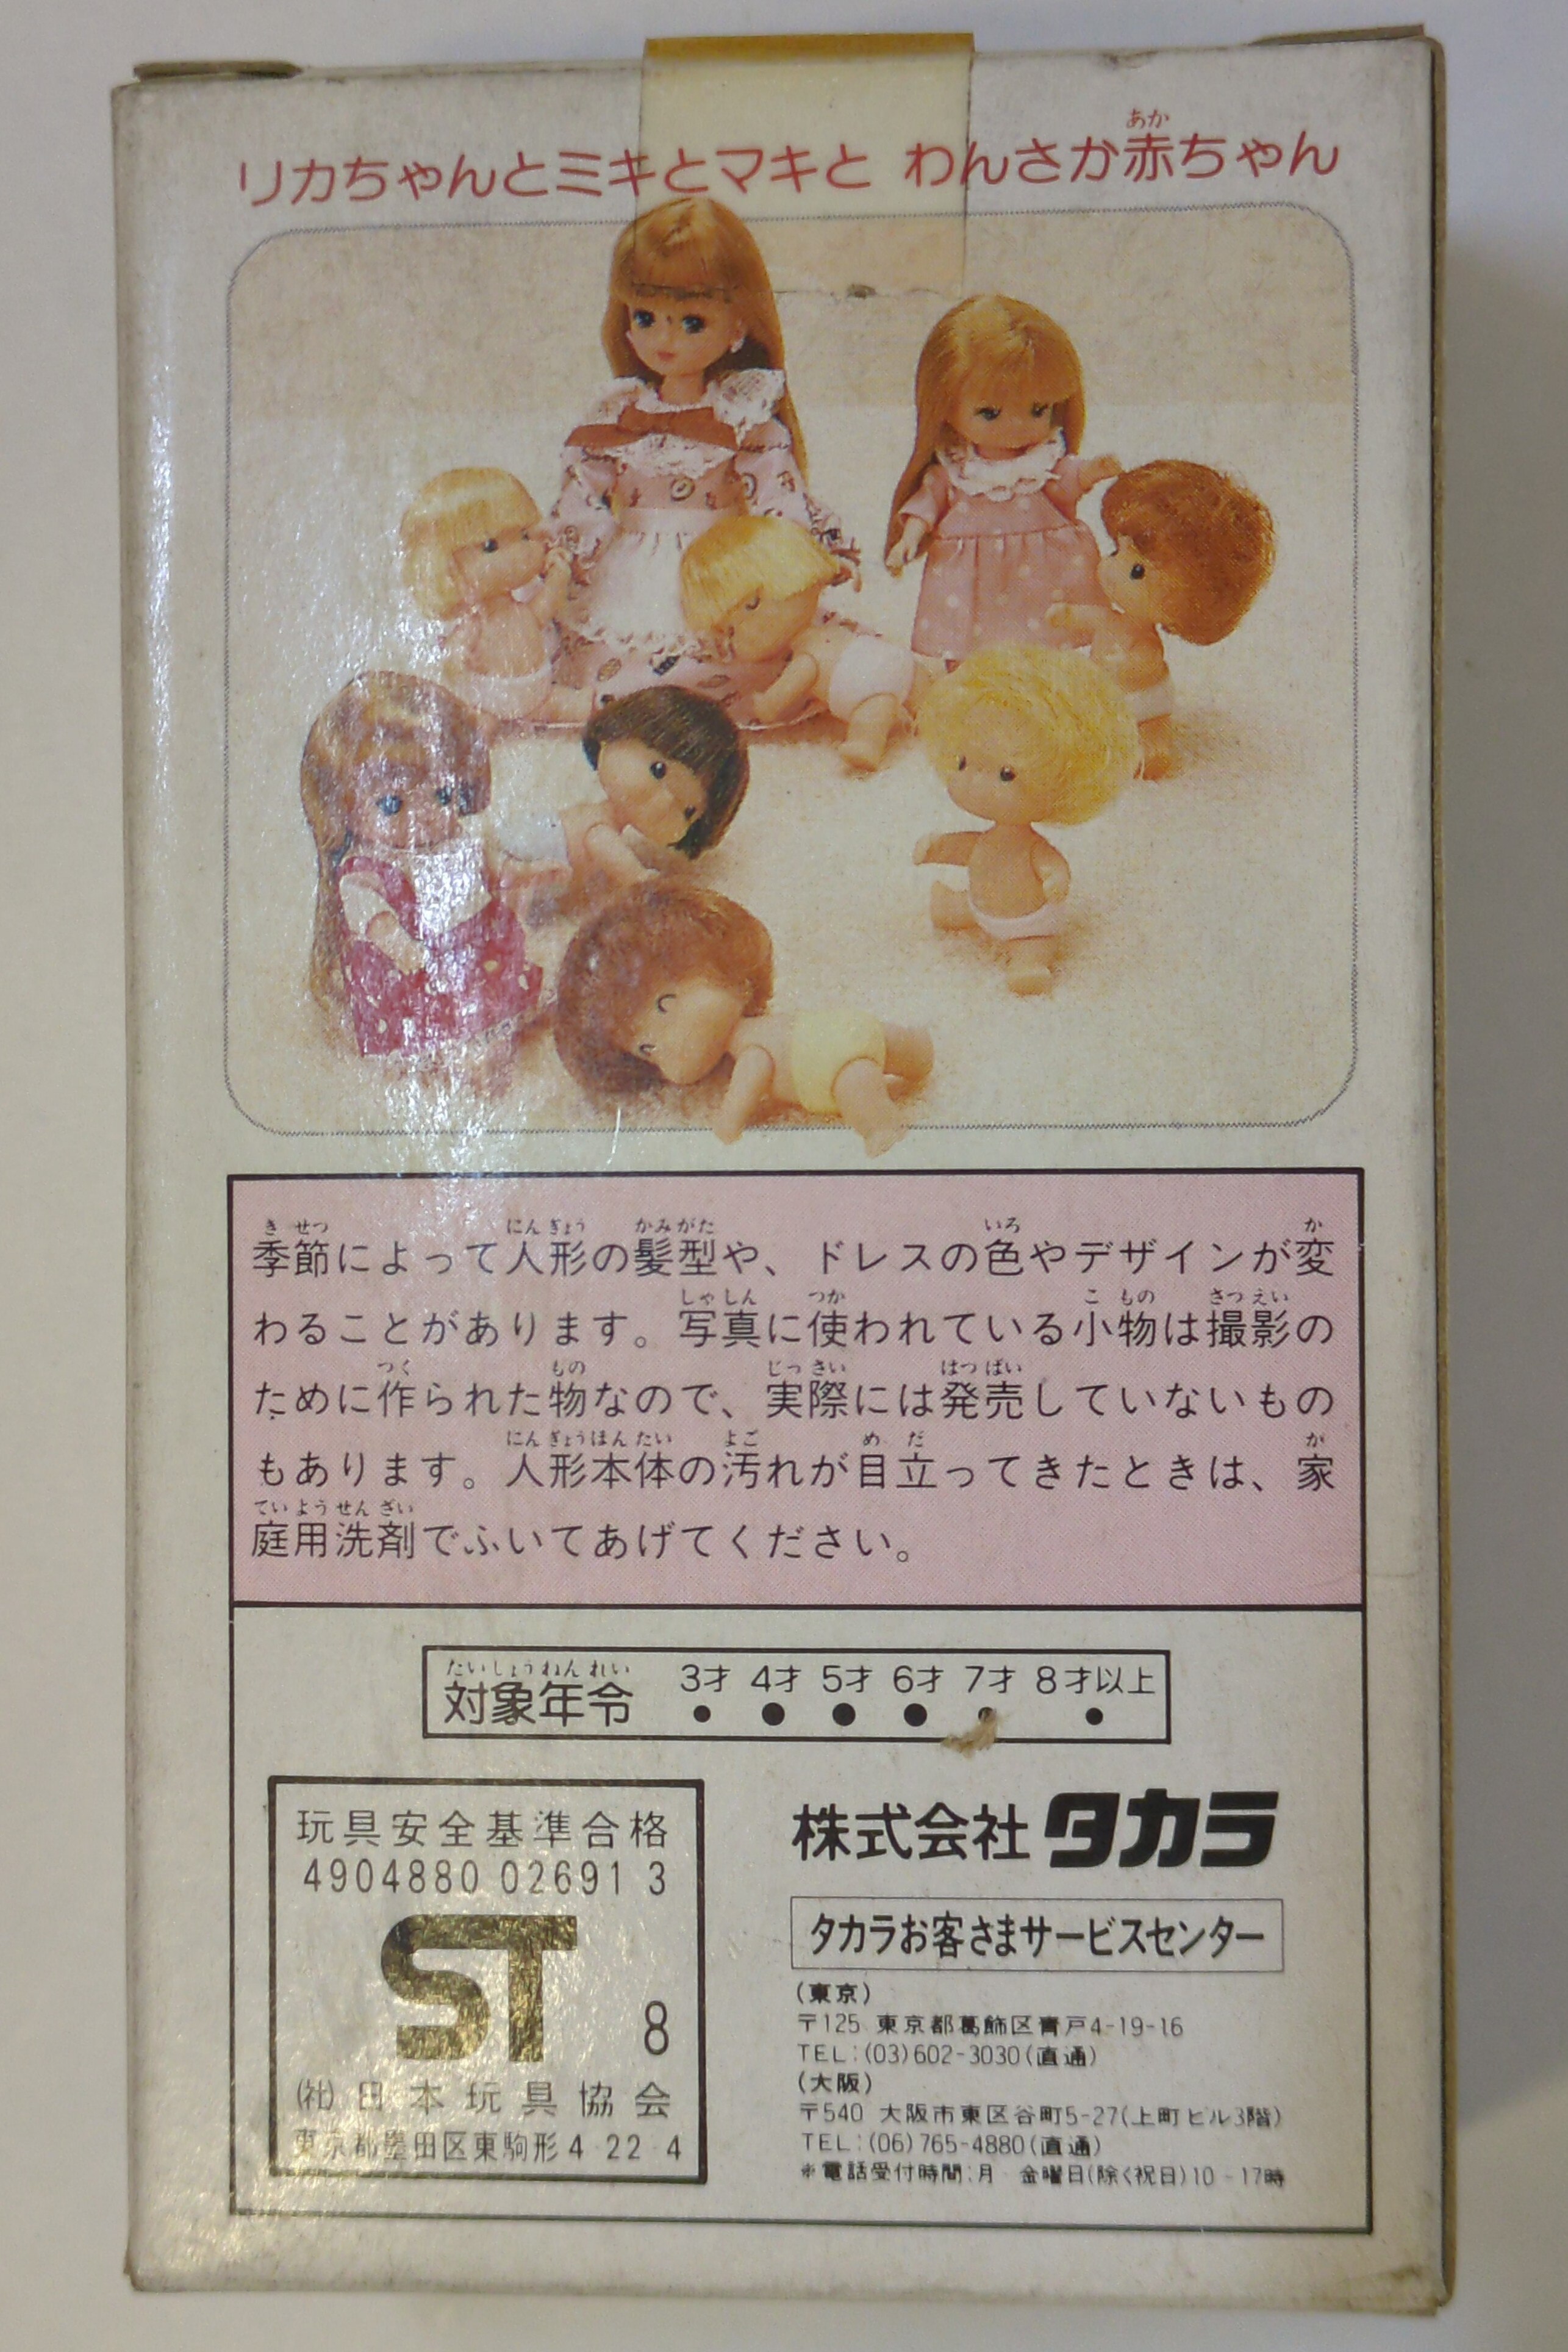 リカちゃんとミキとマキと わんさか赤ちゃん
季節によって人形の髪型や、ドレスの色やデザインが変
わることがあります。写真に使われている小物は撮影の
ために作られた物なので、実際には発売していないもの
もあります。人形本体の汚れが目立ってきたときは、家
庭用洗剤でふいてあげてください。
対象年令 3才 4才 5才 6才 7才 8才以上
玩具安全基準合格
4904880 02691 3
ST 8
(社)日本玩具協会
東京都墨田区東駒形4-22-4
株式会社タカラ
タカラお客さまサービスセンター
(東京)
〒125 東京都葛飾区青戸4-19-16
TEL:(03)602-3030(直通)
(大阪)
〒540 大阪市東区谷町5-27(上町ビル3階)
TEL:(06)765-4880(直通)
*電話受付時間:月-金曜日(除く祝日)10-17時